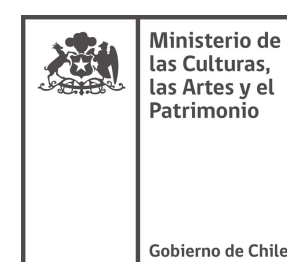 Ministerio de
las Culturas,
las Artes y el
Patrimonio
Gobierno de Chile